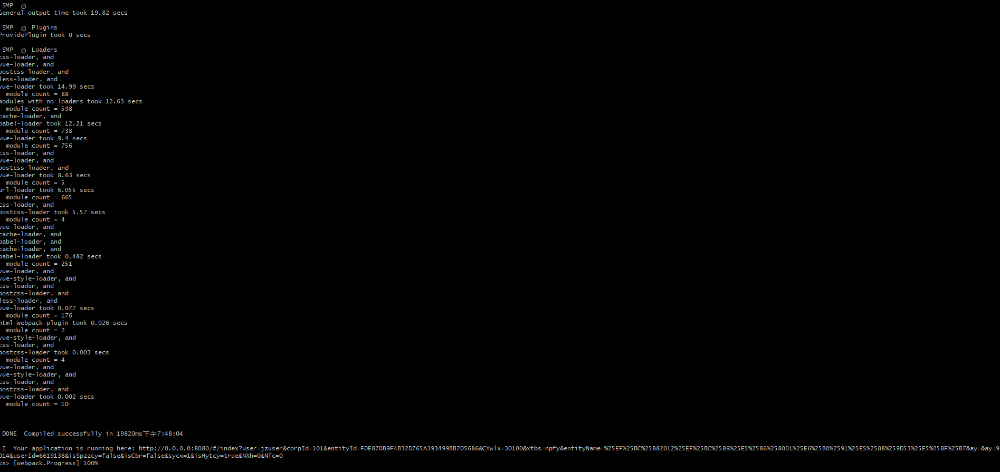 SMP ⏱
General output time took 19.82 secs
SMP ⏱ Plugins
ProvidePlugin took 0 secs
SMP ⏱ Loaders
css-loader, and
vue-loader, and
postcss-loader, and
less-loader, and
vue-loader took 14.99 secs
module count = 88
modules with no loaders took 12.63 secs
module count = 598
cache-loader, and
babel-loader took 12.21 secs
module count = 738
vue-loader took 9.4 secs
module count = 756
css-loader, and
vue-loader, and
postcss-loader, and
vue-loader took 8.63 secs
module count = 5
url-loader took 6.055 secs
module count = 665
css-loader, and
postcss-loader took 5.57 secs
module count = 4
vue-loader, and
cache-loader, and
babel-loader, and
cache-loader, and
babel-loader took 0.482 secs
module count = 251
vue-loader, and
vue-style-loader, and
css-loader, and
postcss-loader, and
less-loader, and
vue-loader took 0.077 secs
module count = 176
html-webpack-plugin took 0.026 secs
module count = 2
vue-style-loader, and
css-loader, and
postcss-loader took 0.003 secs
module count = 4
vue-loader, and
vue-style-loader, and
css-loader, and
postcss-loader, and
vue-loader took 0.002 secs
module count = 10
DONE Compiled successfully in 19820ms下午7:48:04
I Your application is running here: http://0.0.0.0:8080/#/index?user=jzuser&corpId=101&entityId=F0E870B9F4B32D765A393499BB705686&CYwlx=30100&xtbs=npfy&entityName=%25EF%25BC%25882012%25EF%25BC%2589%25E5%2586%258001%25E6%25B0%2591%25E5%2588%259D53%25E5%258F%25B7&ay=&ay=9
014&userId=6619138&isSpzzcy=false&isCbr=false&sycx=1&isHytcy=true&NXh=0&NTc=0
<s> [webpack.Progress] 100%